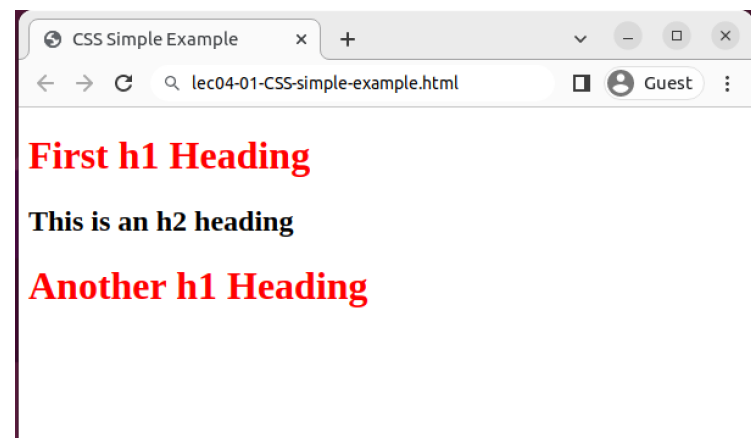 CSS Simple Example
lec04-01-CSS-simple-example.html
Guest
First h1 Heading
This is an h2 heading
Another h1 Heading